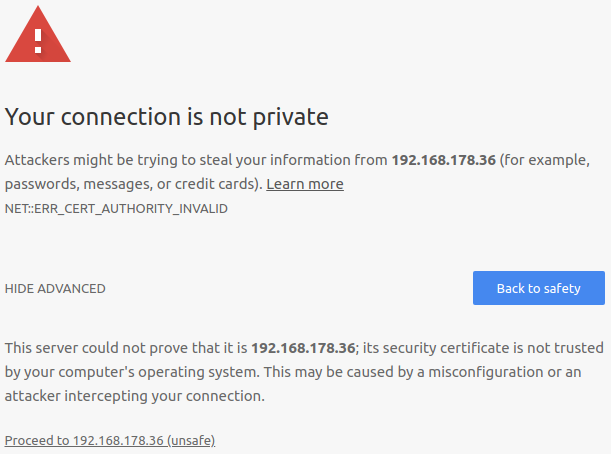 Your connection is not private
Attackers might be trying to steal your information from 192.168.178.36 (for example,
passwords, messages, or credit cards). Learn more
NET::ERR_CERT_AUTHORITY_INVALID
HIDE ADVANCED
Back to safety
This server could not prove that it is 192.168.178.36; its security certificate is not trusted
by your computer's operating system. This may be caused by a misconfiguration or an
attacker intercepting your connection.
Proceed to 192.168.178.36 (unsafe)